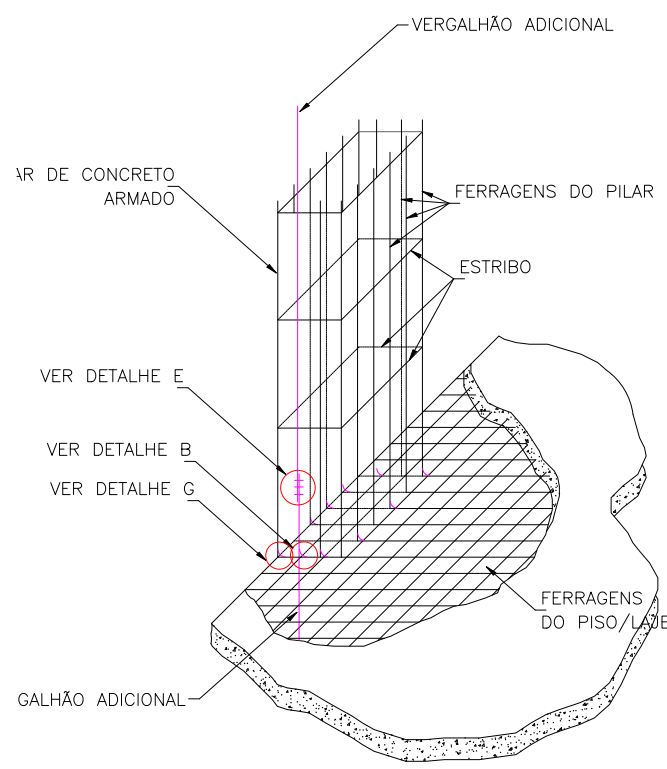 VERGALHÃO ADICIONAL
AR DE CONCRETO
ARMADO
FERRAGENS DO PILAR
ESTRIBO
VER DETALHE E
VER DETALHE B
VER DETALHE G
FERRAGENS
DO PISO/LAJE
GALHÃO ADICIONAL